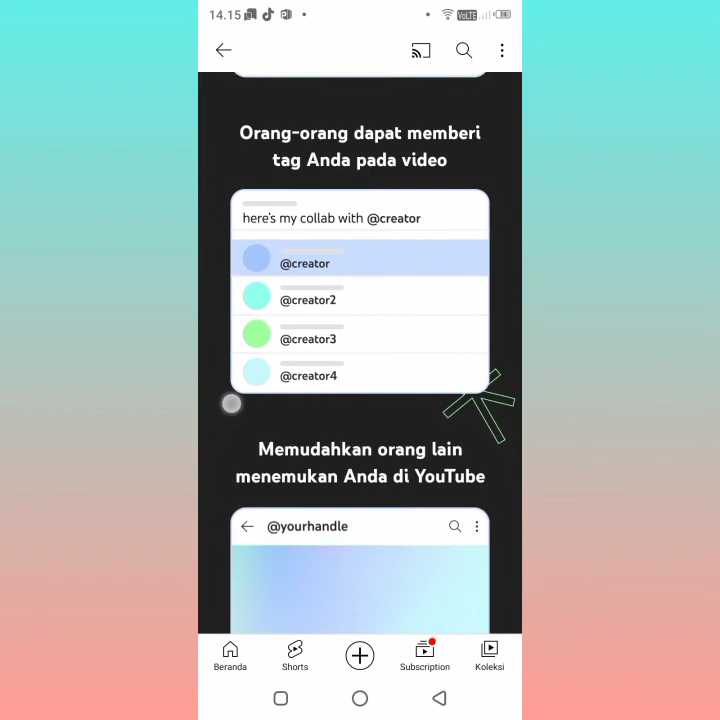 14.15
VoLTE
Orang-orang dapat memberi
tag Anda pada video
here's my collab with @creator
@creator
@creator2
@creator3
@creator4
Memudahkan orang lain
menemukan Anda di YouTube
@yourhandle
Beranda
Shorts
Subscription
Koleksi